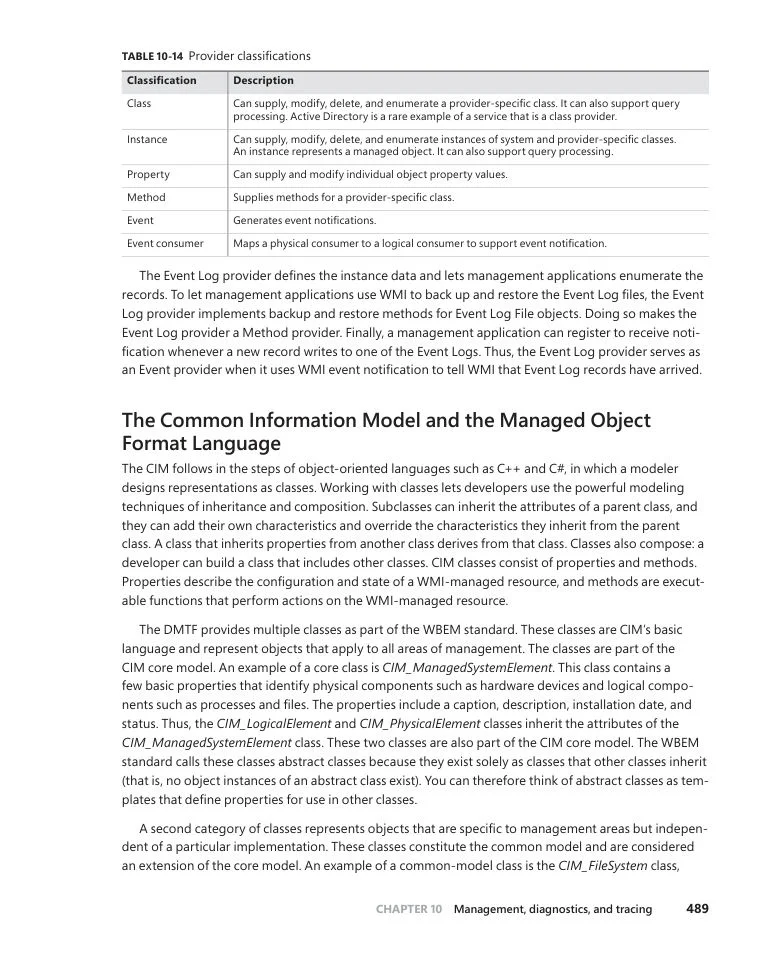 TABLE 10-14 Provider classifications
Classification Description
Class Can supply, modify, delete, and enumerate a provider-specific class. It can also support query
processing. Active Directory is a rare example of a service that is a class provider.
Instance Can supply, modify, delete, and enumerate instances of system and provider-specific classes.
An instance represents a managed object. It can also support query processing.
Property Can supply and modify individual object property values.
Method Supplies methods for a provider-specific class.
Event Generates event notifications.
Event consumer Maps a physical consumer to a logical consumer to support event notification.
The Event Log provider defines the instance data and lets management applications enumerate the
records. To let management applications use WMI to back up and restore the Event Log files, the Event
Log provider implements backup and restore methods for Event Log File objects. Doing so makes the
Event Log provider a Method provider. Finally, a management application can register to receive noti-
fication whenever a new record writes to one of the Event Logs. Thus, the Event Log provider serves as
an Event provider when it uses WMI event notification to tell WMI that Event Log records have arrived.
The Common Information Model and the Managed Object
Format Language
The CIM follows in the steps of object-oriented languages such as C++ and C#, in which a modeler
designs representations as classes. Working with classes lets developers use the powerful modeling
techniques of inheritance and composition. Subclasses can inherit the attributes of a parent class, and
they can add their own characteristics and override the characteristics they inherit from the parent
class. A class that inherits properties from another class derives from that class. Classes also compose: a
developer can build a class that includes other classes. CIM classes consist of properties and methods.
Properties describe the configuration and state of a WMI-managed resource, and methods are execut-
able functions that perform actions on the WMI-managed resource.
The DMTF provides multiple classes as part of the WBEM standard. These classes are CIM's basic
language and represent objects that apply to all areas of management. The classes are part of the
CIM core model. An example of a core class is CIM_ManagedSystemElement. This class contains a
few basic properties that identify physical components such as hardware devices and logical compo-
nents such as processes and files. The properties include a caption, description, installation date, and
status. Thus, the CIM_LogicalElement and CIM_PhysicalElement classes inherit the attributes of the
CIM_ManagedSystemElement class. These two classes are also part of the CIM core model. The WBEM
standard calls these classes abstract classes because they exist solely as classes that other classes inherit
(that is, no object instances of an abstract class exist). You can therefore think of abstract classes as tem-
plates that define properties for use in other classes.
A second category of classes represents objects that are specific to management areas but indepen-
dent of a particular implementation. These classes constitute the common model and are considered
an extension of the core model. An example of a common-model class is the CIM_FileSystem class,
CHAPTER 10 Management, diagnostics, and tracing 489